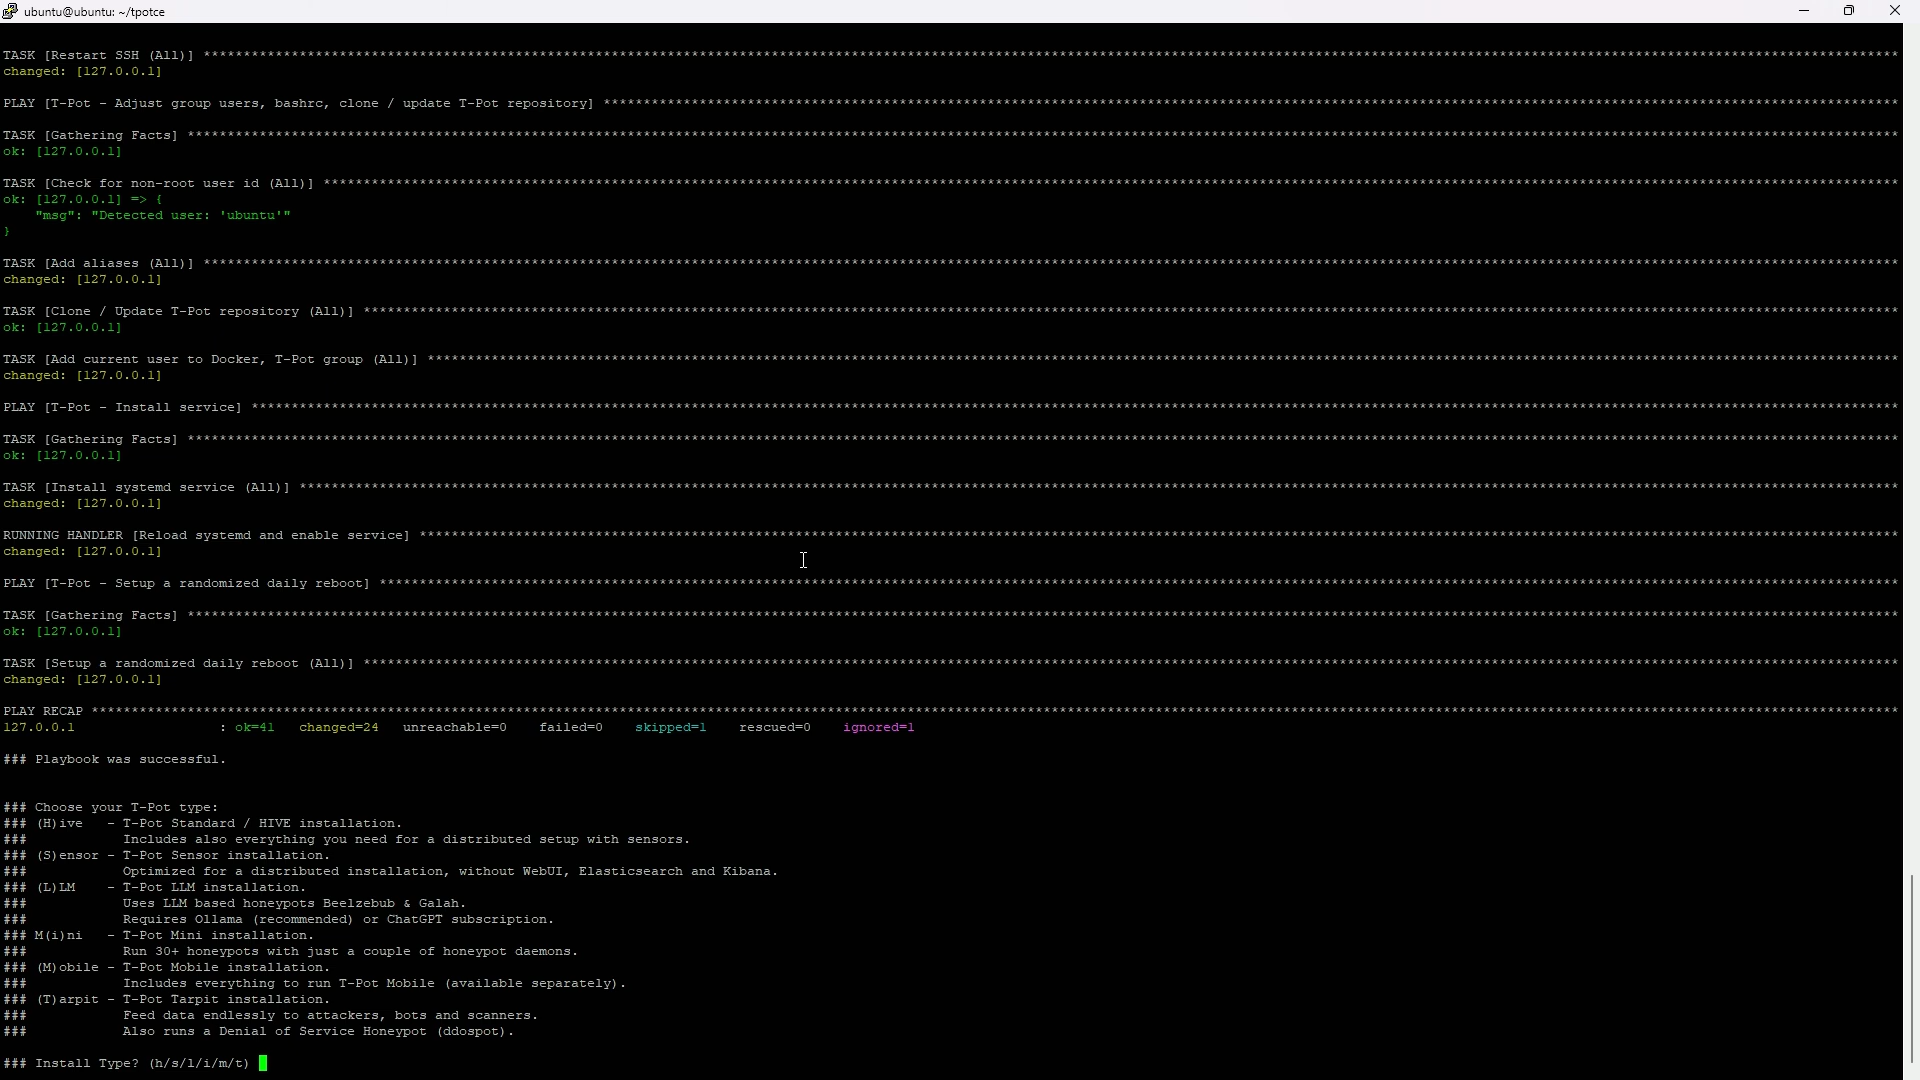 ubuntu@ubuntu: ~/tpotce
TASK [Restart SSH (All)] ****************************************************************************************************************************************************************************************************************
changed: [127.0.0.1]
PLAY [T-Pot - Adjust group users, bashrc, clone / update T-Pot repository] ******************************************************************************************************************************************************************
TASK [Gathering Facts] ******************************************************************************************************************************************************************************************************************
ok: [127.0.0.1]
TASK [Check for non-root user id (All)] *****************************************************************************************************************************************************************************************************
ok: [127.0.0.1] => {
"msg": "Detected user: 'ubuntu'"
}
TASK [Add aliases (All)] ****************************************************************************************************************************************************************************************************************
changed: [127.0.0.1]
TASK [Clone / Update T-Pot repository (All)] ************************************************************************************************************************************************************************************************
ok: [127.0.0.1]
TASK [Add current user to Docker, T-Pot group (All)] ****************************************************************************************************************************************************************************************
changed: [127.0.0.1]
PLAY [T-Pot - Install service] **************************************************************************************************************************************************************************************************************
TASK [Gathering Facts] ******************************************************************************************************************************************************************************************************************
ok: [127.0.0.1]
TASK [Install systemd service (All)] ********************************************************************************************************************************************************************************************************
changed: [127.0.0.1]
RUNNING HANDLER [Reload systemd and enable service] *****************************************************************************************************************************************************************************************
changed: [127.0.0.1]
PLAY [T-Pot - Setup a randomized daily reboot] **********************************************************************************************************************************************************************************************
TASK [Gathering Facts] ******************************************************************************************************************************************************************************************************************
ok: [127.0.0.1]
TASK [Setup a randomized daily reboot (All)] ************************************************************************************************************************************************************************************************
changed: [127.0.0.1]
PLAY RECAP **********************************************************************************************************************************************************************************************************************************
127.0.0.1 : ok=41 changed=24 unreachable=0 failed=0 skipped=1 rescued=0 ignored=1
### Playbook was successful.
### Choose your T-Pot type:
### (H)ive - T-Pot Standard / HIVE installation.
### Includes also everything you need for a distributed setup with sensors.
### (S)ensor - T-Pot Sensor installation.
### Optimized for a distributed installation, without WebUI, Elasticsearch and Kibana.
### (L)LM - T-Pot LLM installation.
### Uses LLM based honeypots Beelzebub & Galah.
### Requires Ollama (recommended) or ChatGPT subscription.
### M(i)ni - T-Pot Mini installation.
### Run 30+ honeypots with just a couple of honeypot daemons.
### (M)obile - T-Pot Mobile installation.
### Includes everything to run T-Pot Mobile (available separately).
### (T)arpit - T-Pot Tarpit installation.
### Feed data endlessly to attackers, bots and scanners.
### Also runs a Denial of Service Honeypot (ddospot).
### Install Type? (h/s/l/i/m/t)